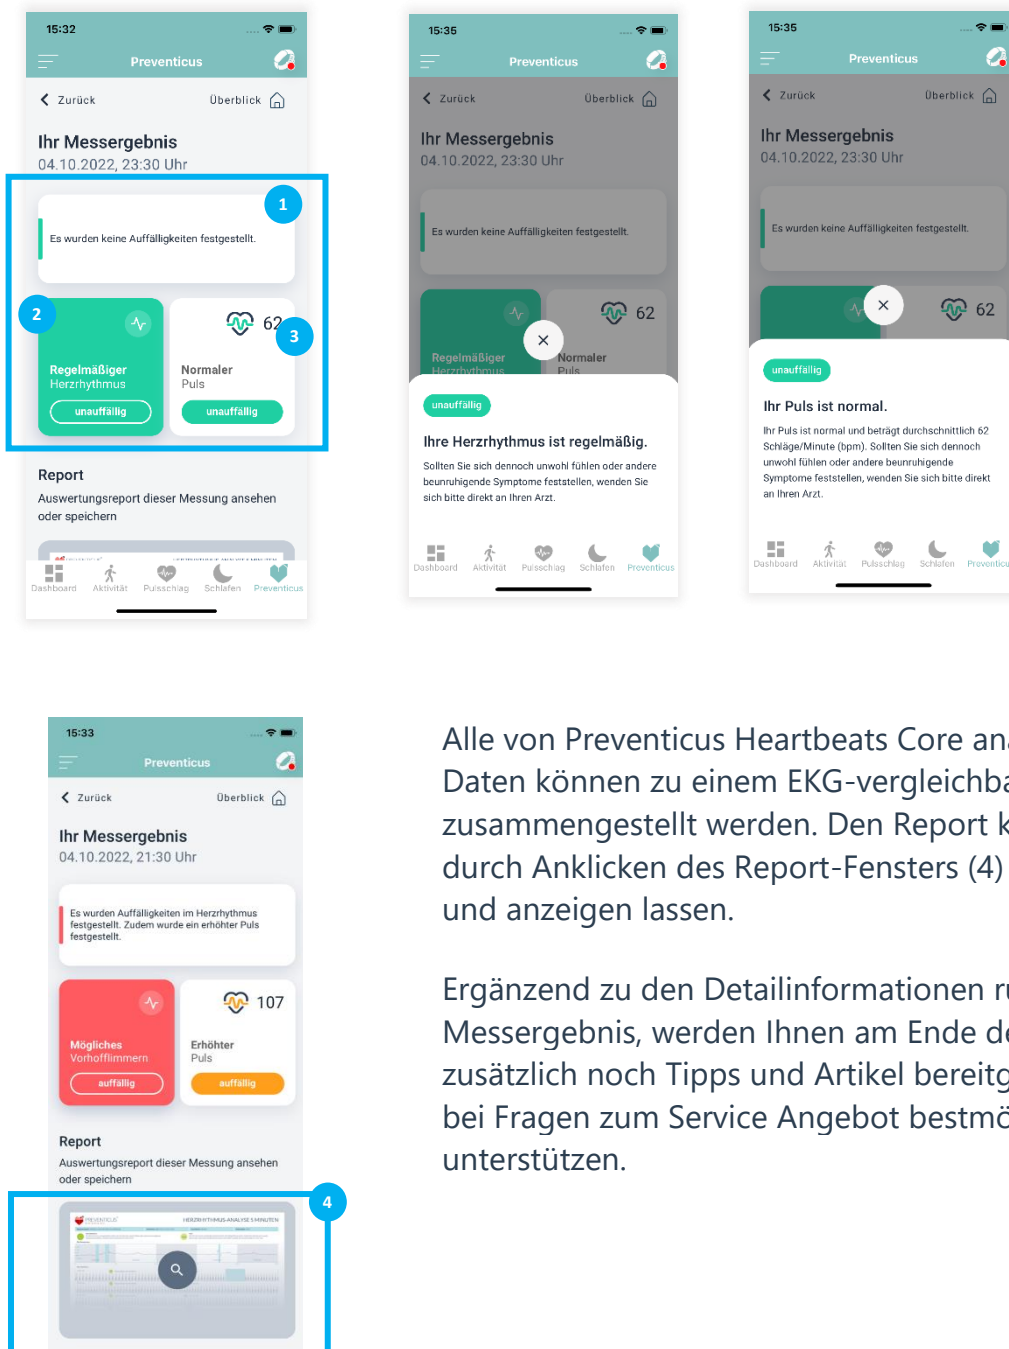 15:32
Preventicus
Zurück
Überblick
Ihr Messergebnis
04.10.2022, 23:30 Uhr
1
Es wurden keine Auffälligkeiten festgestellt.
2
62
3
Regelmäßiger
Herzrhythmus
unauffällig
Normaler
Puls
unauffällig
Report
Auswertungsreport dieser Messung ansehen
oder speichern
Dashboard Aktivität Pulsschlag Schlafen Preventicus
15:35
Preventicus
Zurück
Überblick
Ihr Messergebnis
04.10.2022, 23:30 Uhr
Es wurden keine Auffälligkeiten festgestellt.
62
Regelmäßiger
Herzrhythmus
Normaler
Puls
unauffällig
Ihre Herzrhythmus ist regelmäßig.
Sollten Sie sich dennoch unwohl fühlen oder andere
beunruhigende Symptome feststellen, wenden Sie
sich bitte direkt an Ihren Arzt.
Dashboard Aktivität Pulsschlag Schlafen Preventicus
15:35
Preventicus
Zurück
Überblick
Ihr Messergebnis
04.10.2022, 23:30 Uhr
Es wurden keine Auffälligkeiten festgestellt.
62
unauffällig
Ihr Puls ist normal.
Ihr Puls ist normal und beträgt durchschnittlich 62
Schläge/Minute (bpm). Sollten Sie sich dennoch
unwohl fühlen oder andere beunruhigende
Symptome feststellen, wenden Sie sich bitte direkt
an Ihren Arzt.
Dashboard Aktivität Pulsschlag Schlafen Preventicu
15:33
Preventicus
Zurück
Überblick
Ihr Messergebnis
04.10.2022, 21:30 Uhr
Es wurden Auffälligkeiten im Herzrhythmus
festgestellt. Zudem wurde ein erhöhter Puls
festgestellt.
107
Mögliches
Vorhofflimmern
auffällig
Erhöhter
Puls
auffällig
Report
Auswertungsreport dieser Messung ansehen
oder speichern
4
PREVENTICUS
HERZRHYTHMUS-ANALYSE 5 MINUTEN
Alle von Preventicus Heartbeats Core ana
Daten können zu einem EKG-vergleichba
zusammengestellt werden. Den Report k
durch Anklicken des Report-Fensters (4)
und anzeigen lassen.
Ergänzend zu den Detailinformationen ru
Messergebnis, werden Ihnen am Ende de
zusätzlich noch Tipps und Artikel bereitg
bei Fragen zum Service Angebot bestmö
unterstützen.